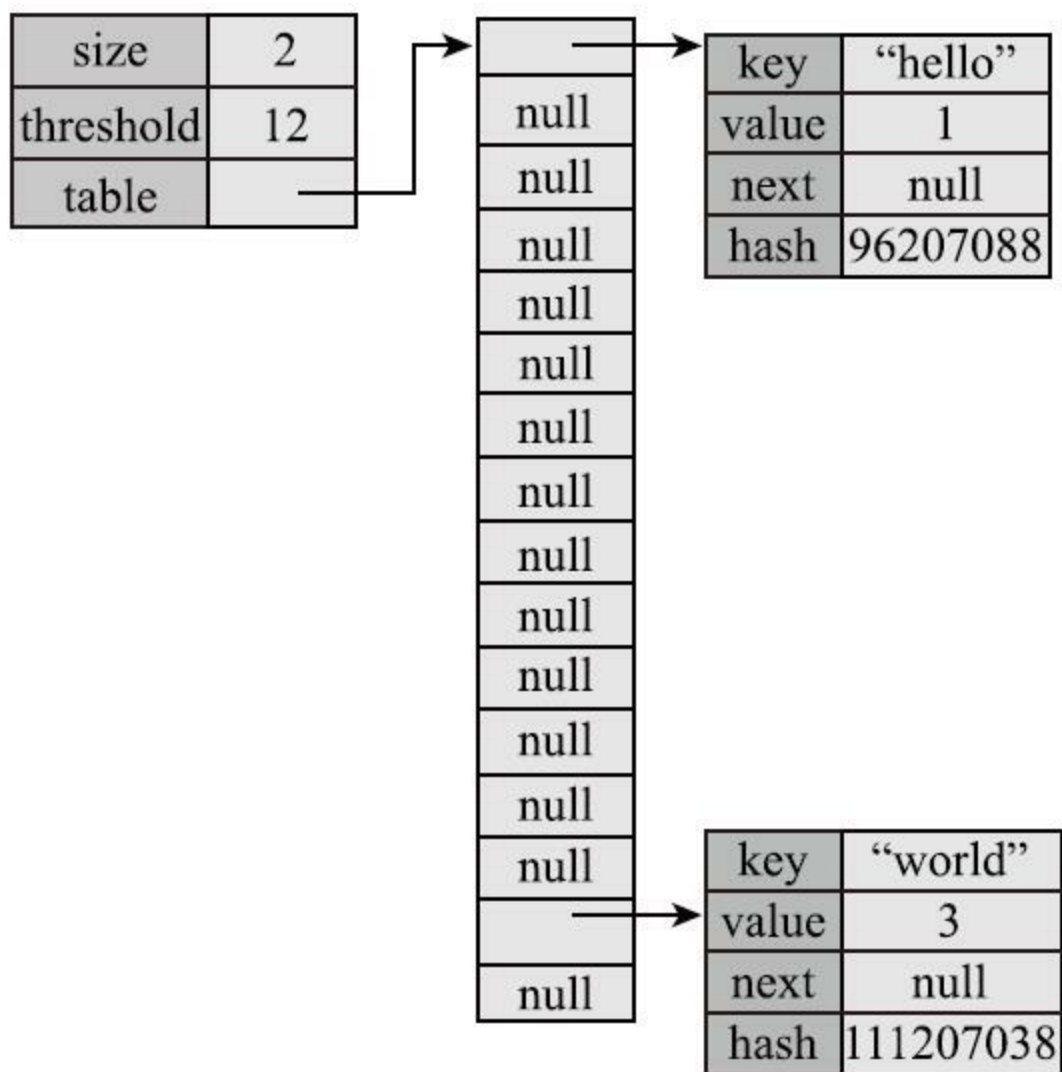 size 2
threshold 12
table
null
null
null
null
null
null
null
null
null
null
null
null
null
null
key “hello”
value 1
next null
hash 96207088
key “world”
value 3
next null
hash 111207038